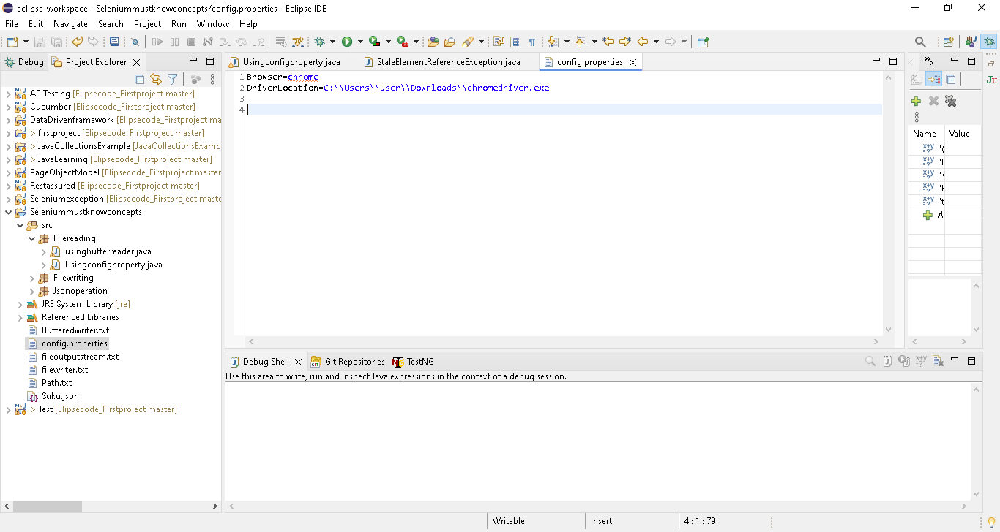 eclipse-workspace - Seleniummustknowconcepts/config.properties - Eclipse IDE
File Edit Navigate Search Project Run Window Help
Debug Project Explorer
Usingconfigproperty.java StaleElementReferenceException.java config.properties
2
1 Browser=chrome
2 DriverLocation=C:\\Users\\user\\Downloads\\chromedriver.exe
3
4
APITesting [Elipsecode_Firstproject master]
Cucumber [Elipsecode_Firstproject master]
DataDrivenframework [Elipsecode_Firstproject ma
> firstproject [Elipsecode_Firstproject master]
> JavaCollectionsExample [JavaCollectionsExamp
> JavaLearning [Elipsecode_Firstproject master]
PageObjectModel [Elipsecode_Firstproject master
Restassured [Elipsecode_Firstproject master]
Seleniumexception [Elipsecode_Firstproject maste
Seleniummustknowconcepts
src
Filereading
usingbufferreader.java
Usingconfigproperty.java
Filewriting
Jsonoperation
JRE System Library [jre]
Referenced Libraries
Bufferedwriter.txt
config.properties
fileoutputstream.txt
filewriter.txt
Path.txt
Suku.json
> Test [Elipsecode_Firstproject master]
Name Value
Debug Shell Git Repositories TestNG
Use this area to write, run and inspect Java expressions in the context of a debug session.
Writable Insert 4 : 1 : 79